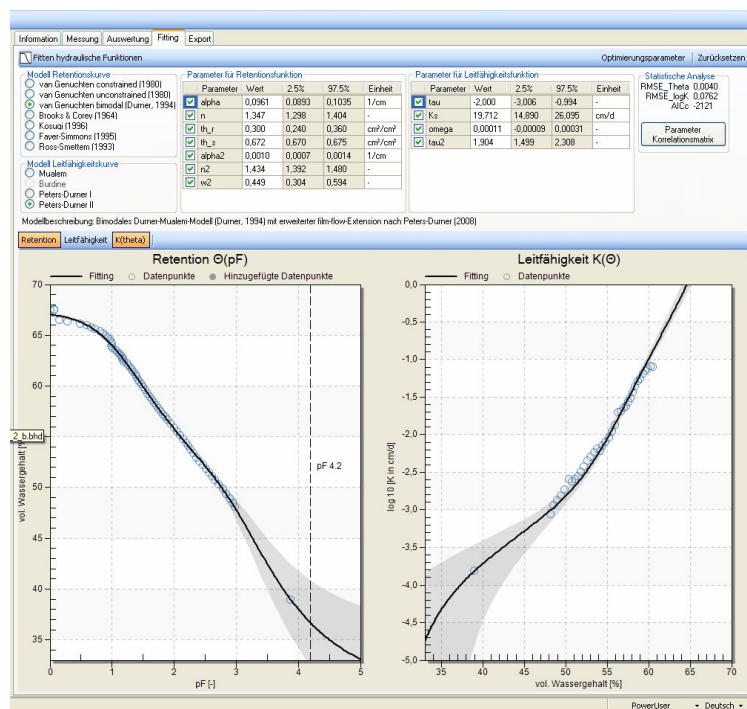 Information Messung Auswertung Fitting Export
Fitten hydraulische Funktionen Optimierungsparameter Zurücksetzen
Modell Retentionskurve
van Genuchten constrained (1980)
van Genuchten unconstrained (1980)
van Genuchten bimodal (Durner, 1994)
Brooks & Corey (1964)
Kosugi (1996)
Fayer-Simmons (1995)
Ross-Smettem (1993)
Modell Leitfähigkeitskurve
Mualem
Burdine
Peters-Durner I
Peters-Durner II
Parameter für Retentionsfunktion
Parameter Wert 2.5% 97.5% Einheit
alpha 0,0961 0,0893 0,1035 1/cm
n 1,347 1,298 1,404 -
th_r 0,300 0,240 0,360 cm³/cm³
th_s 0,672 0,670 0,675 cm³/cm³
alpha2 0,0010 0,0007 0,0014 1/cm
n2 1,434 1,392 1,480 -
w2 0,449 0,304 0,594 -
Parameter für Leitfähigkeitsfunktion
Parameter Wert 2.5% 97.5% Einheit
tau -2,000 -3,006 -0,994 -
Ks 19,712 14,890 26,095 cm/d
omega 0,00011 -0,00009 0,00031 -
tau2 1,904 1,499 2,308 -
Statistische Analyse
RMSE_Theta 0,0040
RMSE_logK 0,0762
AICc -2121
Parameter
Korrelationsmatrix
Modellbeschreibung: Bimodales Durner-Mualem-Modell (Durner, 1994) mit erweiterter film-flow-Extension nach Peters-Durner (2008)
Retention Leitfähigkeit K(theta)
Retention Θ(pF)
Fitting Datenpunkte Hinzugefügte Datenpunkte
70
65
60
50
45
40
35
2_b.bhd
vol. Wassergehalt [%
pF 4.2
0 1 2 3 4 5
pF [-]
Leitfähigkeit K(Θ)
Fitting Datenpunkte
0,0
-0,5
-1,0
-1,5
-2,0
-2,5
-3,0
-3,5
-4,0
-4,5
-5,0
log10 [K in cm/d]
35 40 45 50 55 60 65 70
vol. Wassergehalt [%]
PowerUser Deutsch